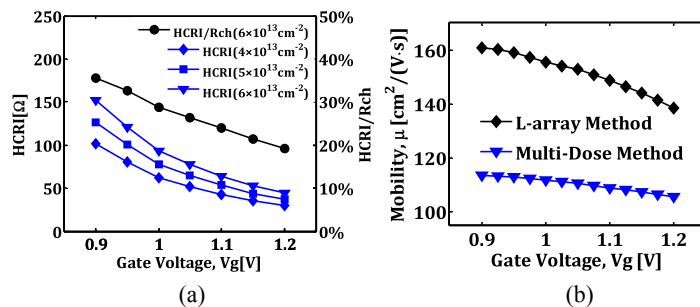 250
200
150
100
50
0
HCRI[Ω]
50%
40%
30%
20%
10%
0%
HCRI/Rch
HCRI/Rch(6×10¹³cm⁻²)
HCRI(4×10¹³cm⁻²)
HCRI(5×10¹³cm⁻²)
HCRI(6×10¹³cm⁻²)
0.9 1 1.1 1.2
Gate Voltage, Vg[V]
(a)
160
140
120
100
Mobility, μ [cm²/(V·s)]
L-array Method
Multi-Dose Method
0.9 1 1.1 1.2
Gate Voltage, Vg [V]
(b)